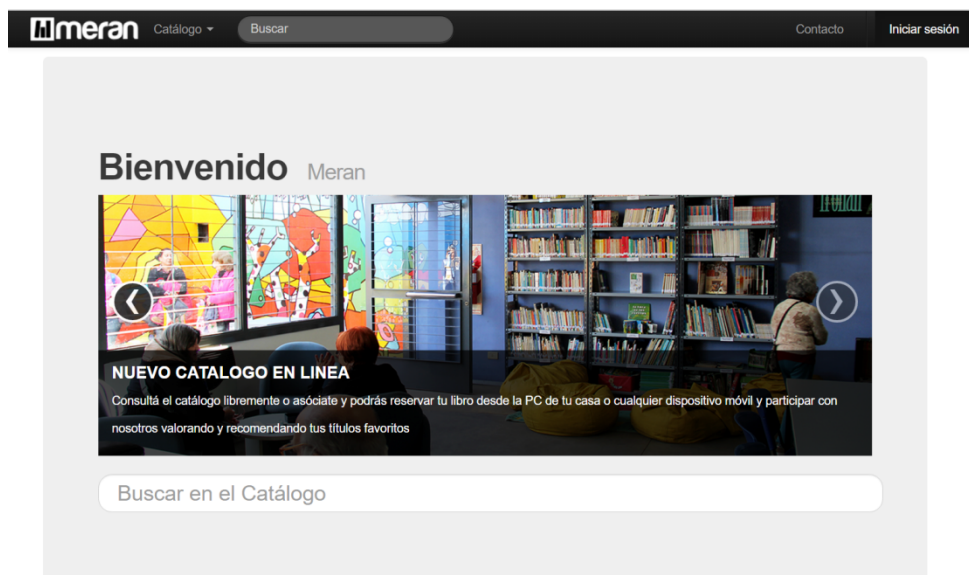 meran Catálogo Buscar Contacto Iniciar sesión
Bienvenido Meran
NUEVO CATALOGO EN LINEA
Consultá el catálogo libremente o asóciate y podrás reservar tu libro desde la PC de tu casa o cualquier dispositivo móvil y participar con
nosotros valorando y recomendando tus títulos favoritos
Buscar en el Catálogo